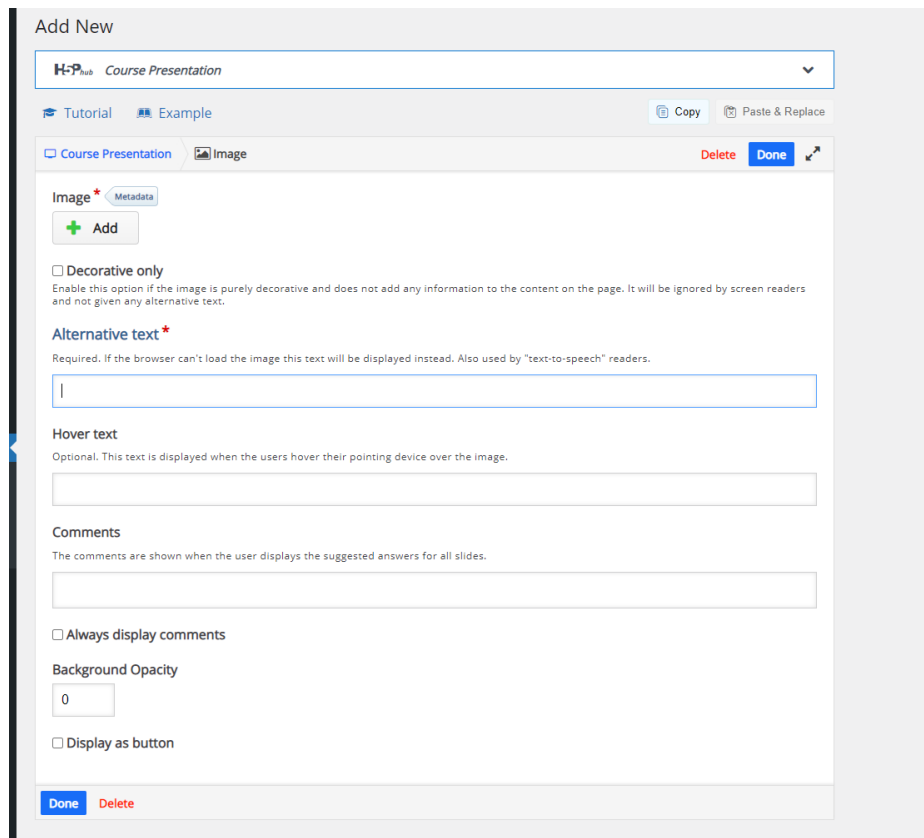 Add New
H5P hub Course Presentation
Tutorial Example Copy Paste & Replace
Course Presentation Image Delete Done
Image * Metadata
Add
Decorative only
Enable this option if the image is purely decorative and does not add any information to the content on the page. It will be ignored by screen readers
and not given any alternative text.
Alternative text *
Required. If the browser can't load the image this text will be displayed instead. Also used by "text-to-speech" readers.
Hover text
Optional. This text is displayed when the users hover their pointing device over the image.
Comments
The comments are shown when the user displays the suggested answers for all slides.
Always display comments
Background Opacity
0
Display as button
Done Delete